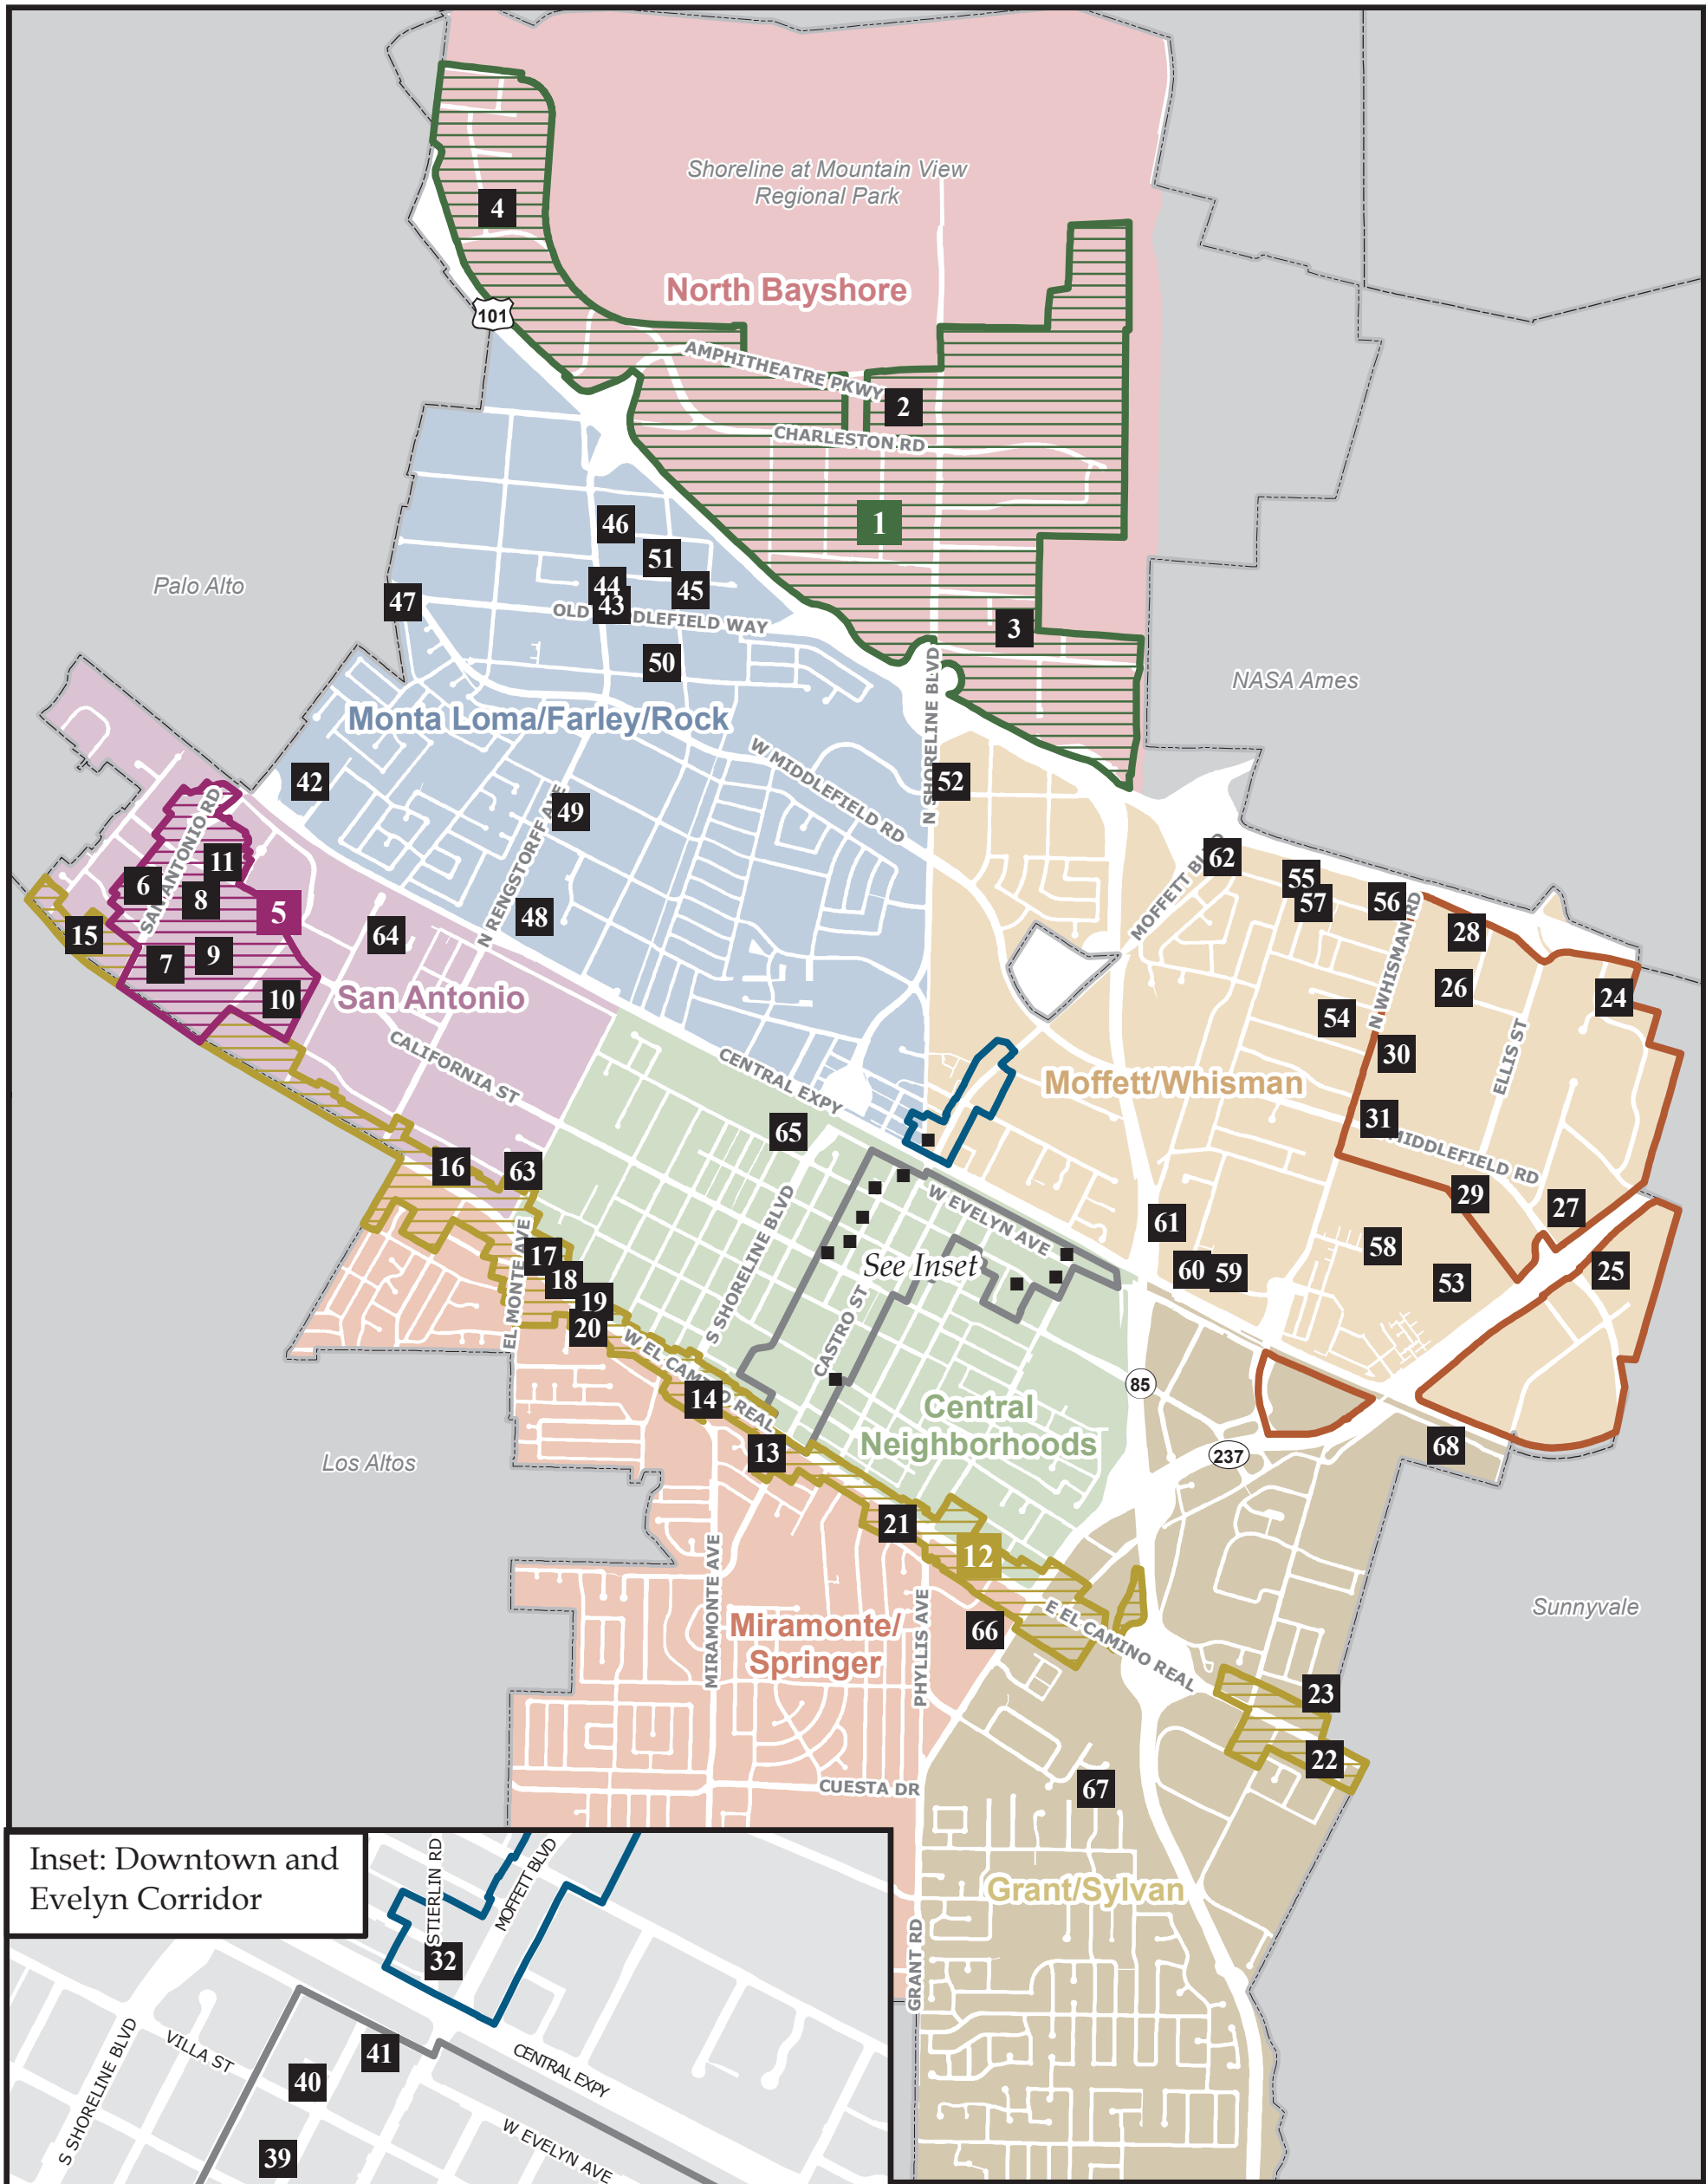 Shoreline at Mountain View
Regional Park
4
North Bayshore
101
AMPHITHEATRE PKWY
2
CHARLESTON RD
1
46
51
44
45
43
47
OLD
DLEFIELD WAY
Palo Alto
3
50
NASA Ames
N SHORELINE BLVD
Monta Loma/Farley/Rock
W MIDDLEFIELD RD
42
52
49
N RENGSTORFF AVE
SAN ANTONIO RD
11
6
8
5
48
15
64
7
9
10
San Antonio
MOFFETT BLVD
62
55
57
56
28
N WHISMAN RD
26
24
54
30
ELLIS ST
CALIFORNIA ST
CENTRAL EXPY
Moffett/Whisman
65
31
MIDDLEFIELD RD
16
63
29
27
W EVELYN AVE
61
58
60
59
53
25
See Inset
S SHORELINE BLVD
CASTRO ST
EL MONTE AVE
17
18
19
20
W EL CAMINO REAL
14
13
85
Central
Neighborhoods
237
68
Los Altos
21
12
MIRAMONTE AVE
PHYLLIS AVE
Miramonte/
Springer
66
E EL CAMINO REAL
Sunnyvale
23
22
CUESTA DR
67
Grant/Sylvan
GRANT RD
Inset: Downtown and
Evelyn Corridor
STIERLIN RD
MOFFETT BLVD
32
S SHORELINE BLVD
VILLA ST
41
40
CENTRAL EXPY
39
W EVELYN AVE